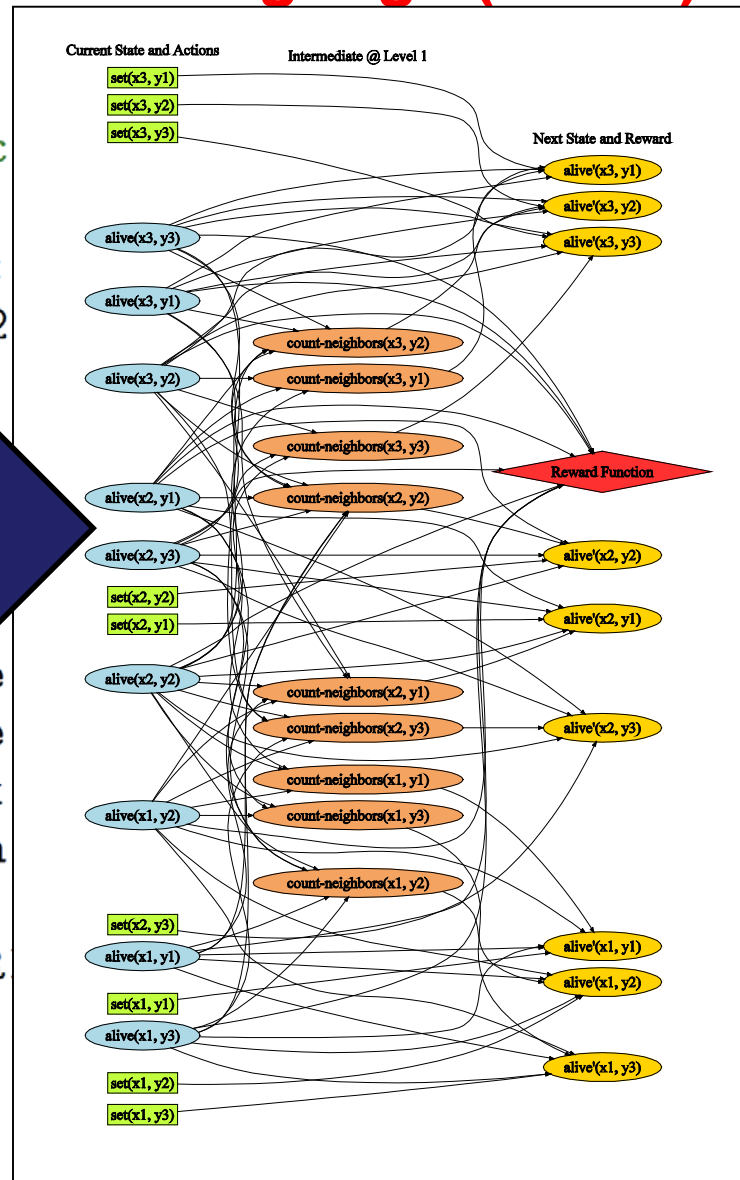 Current State and Actions
Intermediate @ Level 1
set(x3, y1)
set(x3, y2)
set(x3, y3)
Next State and Reward
alive'(x3, y1)
alive'(x3, y2)
alive(x3, y3)
alive'(x3, y3)
alive(x3, y1)
count-neighbors(x3, y2)
alive(x3, y2)
count-neighbors(x3, y1)
count-neighbors(x3, y3)
Reward Function
alive(x2, y1)
count-neighbors(x2, y2)
alive(x2, y3)
alive'(x2, y2)
set(x2, y2)
set(x2, y1)
alive'(x2, y1)
alive(x2, y2)
count-neighbors(x2, y1)
count-neighbors(x2, y3)
alive'(x2, y3)
count-neighbors(x1, y1)
alive(x1, y2)
count-neighbors(x1, y3)
count-neighbors(x1, y2)
set(x2, y3)
alive(x1, y1)
alive'(x1, y1)
alive'(x1, y2)
set(x1, y1)
alive(x1, y3)
alive'(x1, y3)
set(x1, y2)
set(x1, y3)